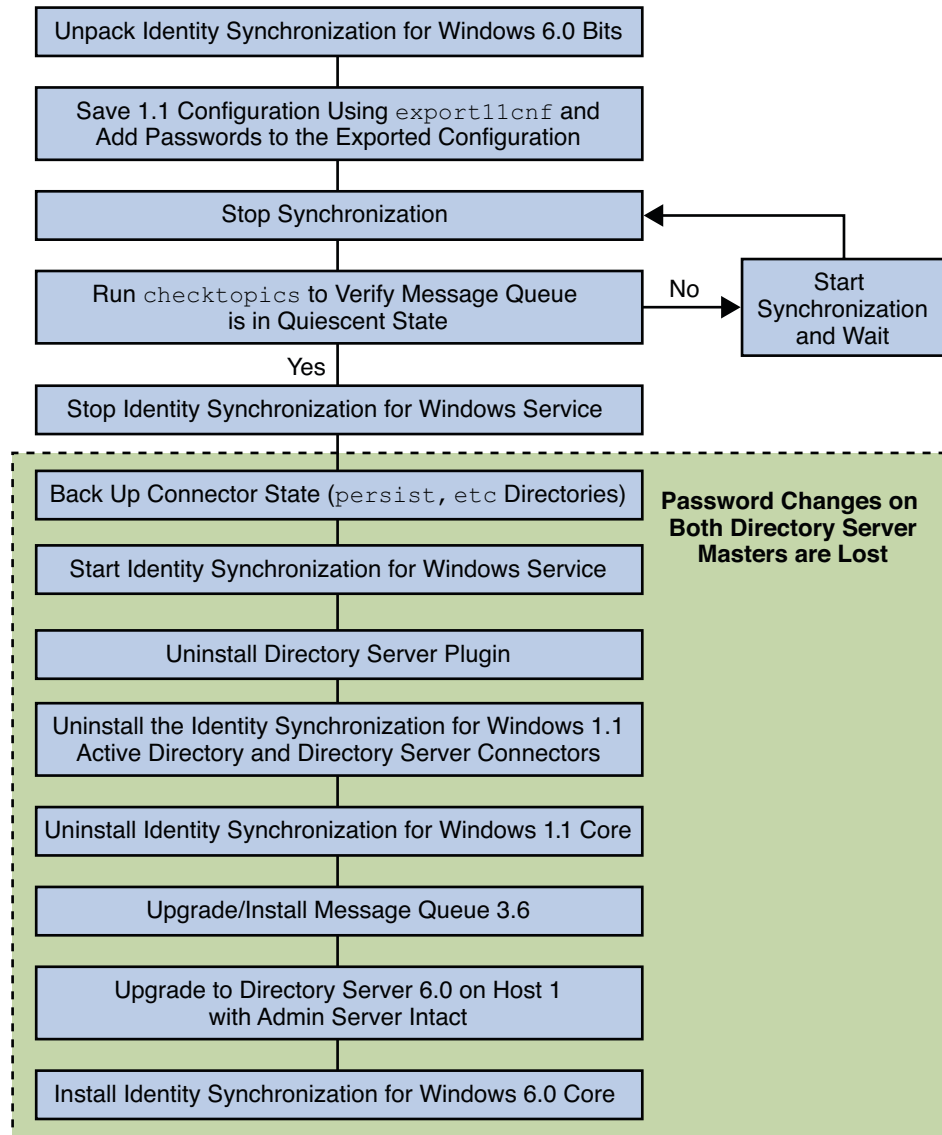 Unpack Identity Synchronization for Windows 6.0 Bits
Save 1.1 Configuration Using export11cnf and
Add Passwords to the Exported Configuration
Stop Synchronization
Run checktopics to Verify Message Queue
is in Quiescent State
No
Start
Synchronization
and Wait
Yes
Stop Identity Synchronization for Windows Service
Back Up Connector State (persist, etc Directories)
Password Changes on
Both Directory Server
Masters are Lost
Start Identity Synchronization for Windows Service
Uninstall Directory Server Plugin
Uninstall the Identity Synchronization for Windows 1.1
Active Directory and Directory Server Connectors
Uninstall Identity Synchronization for Windows 1.1 Core
Upgrade/Install Message Queue 3.6
Upgrade to Directory Server 6.0 on Host 1
with Admin Server Intact
Install Identity Synchronization for Windows 6.0 Core